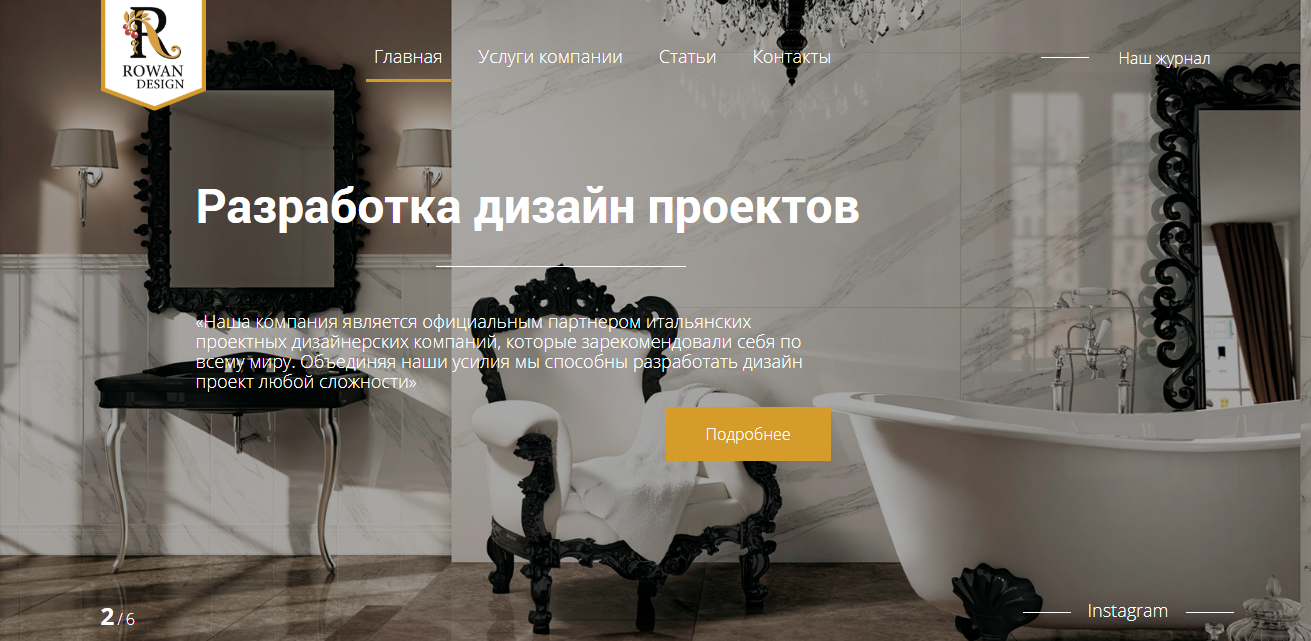 R
ROWAN
DESIGN
Главная Услуги компании Статьи Контакты Наш журнал
Разработка дизайн проектов
«Наша компания является официальным партнером итальянских
проектных дизайнерских компаний, которые зарекомендовали себя по
всему миру. Объединяя наши усилия мы способны разработать дизайн
проект любой сложности»
Подробнее
2 / 6
Instagram